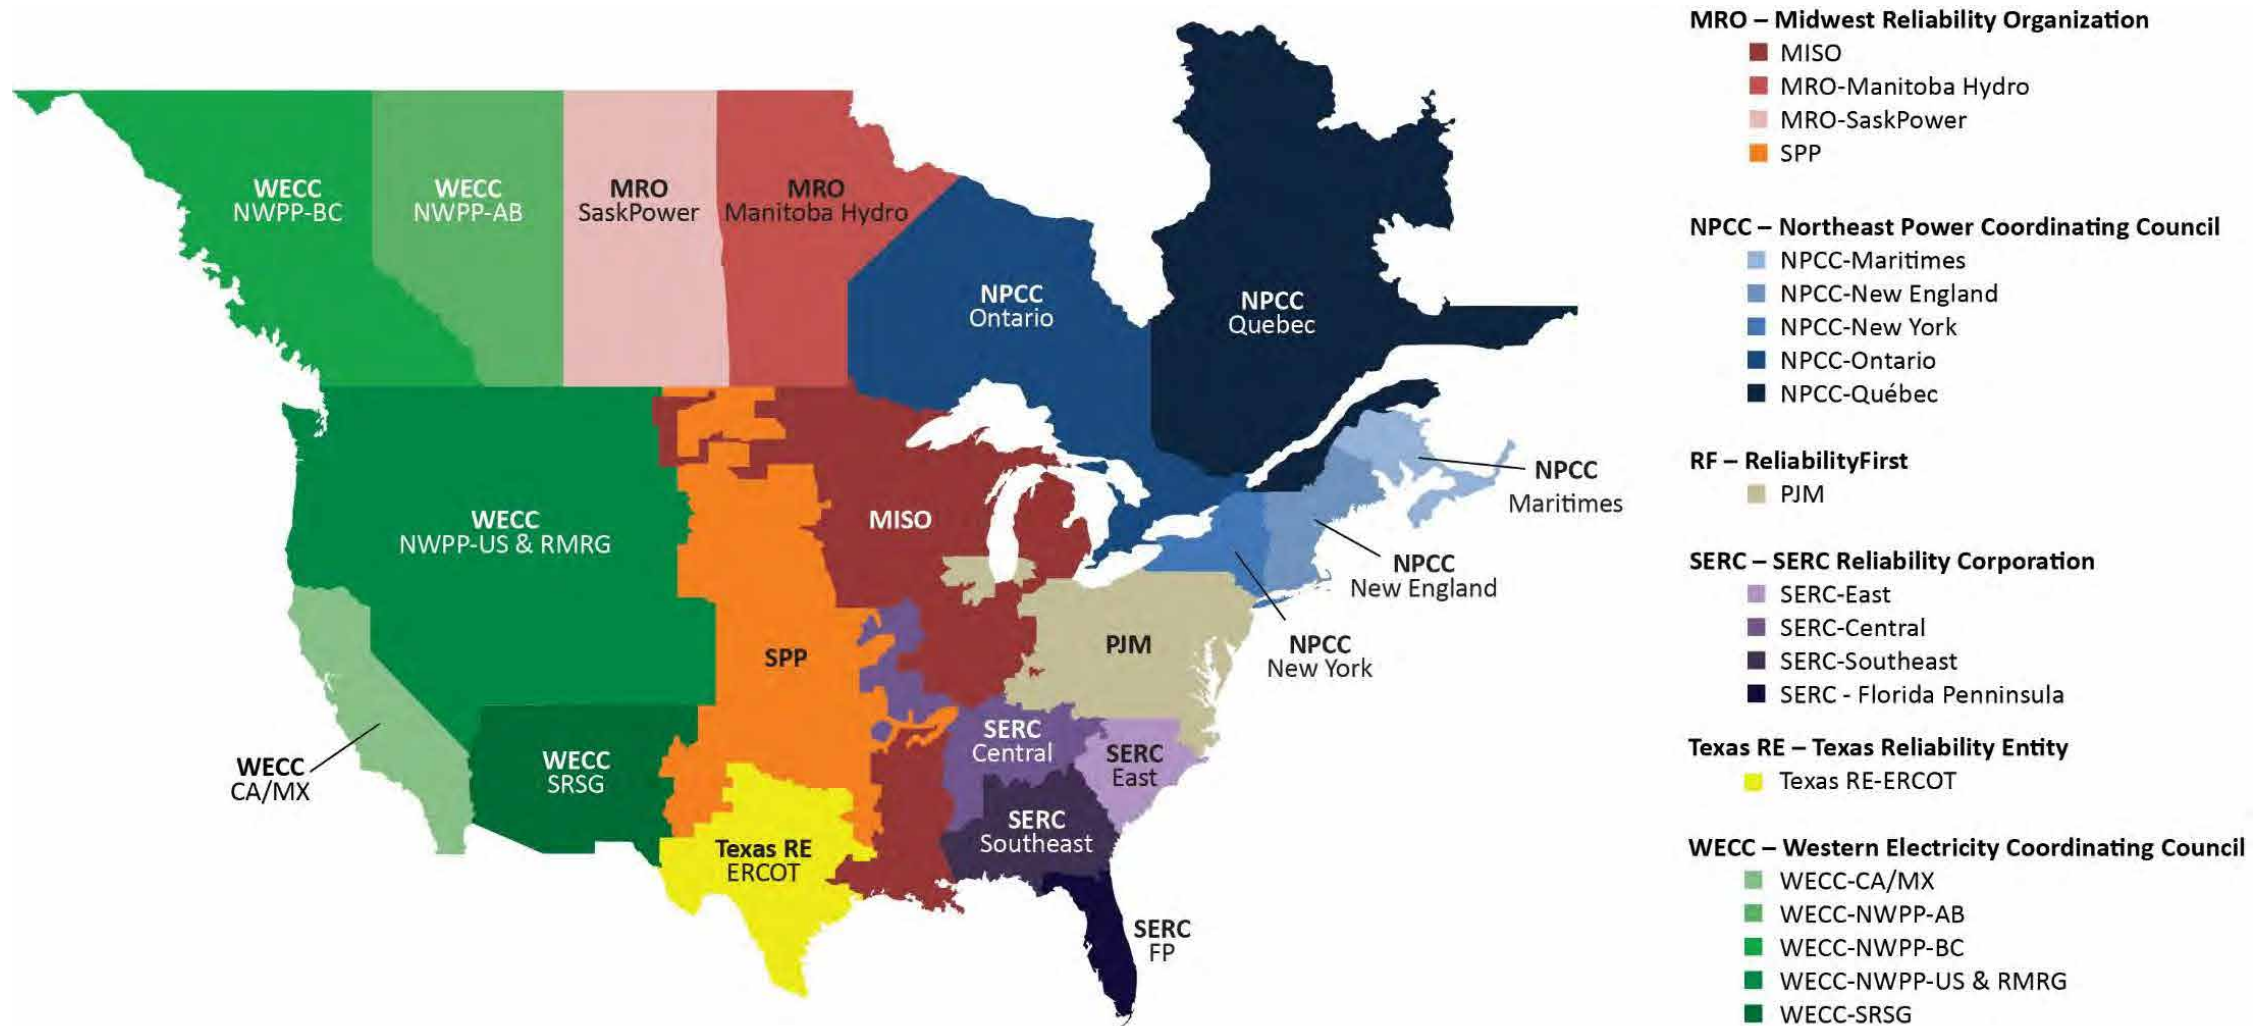 WECC
NWPP-BC
WECC
NWPP-AB
MRO
SaskPower
MRO
Manitoba Hydro
NPCC
Ontario
NPCC
Quebec
NPCC
Maritimes
WECC
NWPP-US & RMRG
MISO
NPCC
New England
SPP
PJM
NPCC
New York
WECC
CA/MX
WECC
SRSG
SERC
Central
SERC
East
SERC
Southeast
Texas RE
ERCOT
SERC
FP
MRO – Midwest Reliability Organization
MISO
MRO-Manitoba Hydro
MRO-SaskPower
SPP
NPCC – Northeast Power Coordinating Council
NPCC-Maritimes
NPCC-New England
NPCC-New York
NPCC-Ontario
NPCC-Québec
RF – ReliabilityFirst
PJM
SERC – SERC Reliability Corporation
SERC-East
SERC-Central
SERC-Southeast
SERC - Florida Penninsula
Texas RE – Texas Reliability Entity
Texas RE-ERCOT
WECC – Western Electricity Coordinating Council
WECC-CA/MX
WECC-NWPP-AB
WECC-NWPP-BC
WECC-NWPP-US & RMRG
WECC-SRSG